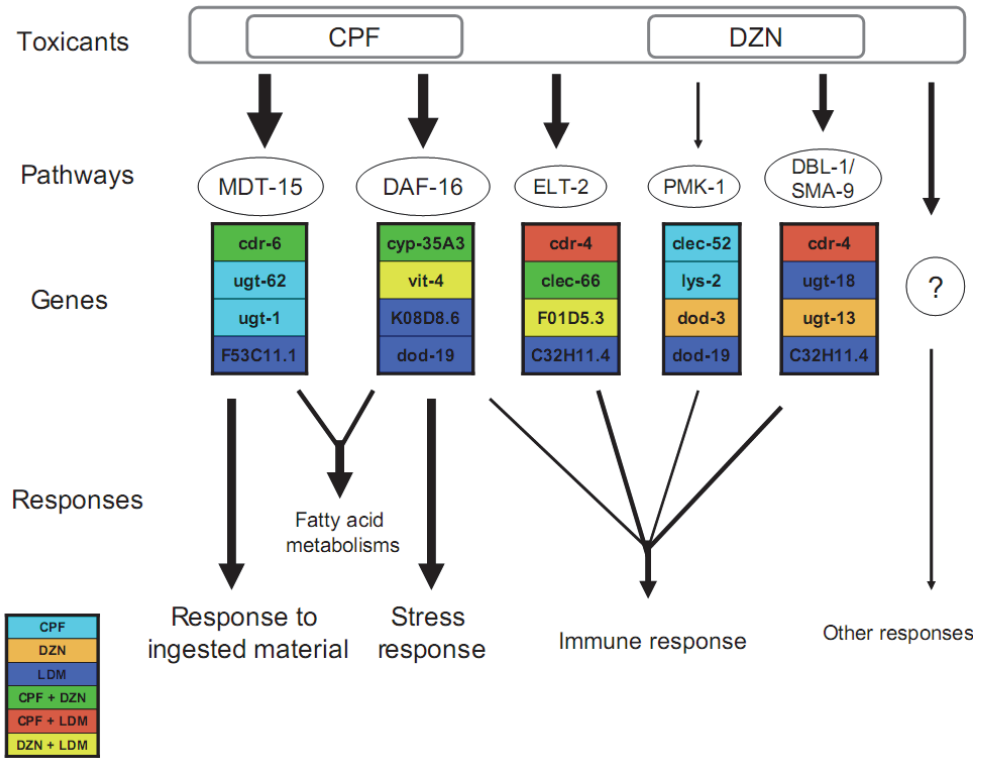 Toxicants
CPF
DZN
Pathways
MDT-15
DAF-16
ELT-2
PMK-1
DBL-1/
SMA-9
Genes
cdr-6
ugt-62
ugt-1
F53C11.1
cyp-35A3
vit-4
K08D8.6
dod-19
cdr-4
clec-66
F01D5.3
C32H11.4
clec-52
lys-2
dod-3
dod-19
cdr-4
ugt-18
ugt-13
C32H11.4
?
Responses
Fatty acid
metabolisms
Response to
ingested material
Stress
response
Immune response
Other responses
CPF
DZN
LDM
CPF + DZN
CPF + LDM
DZN + LDM